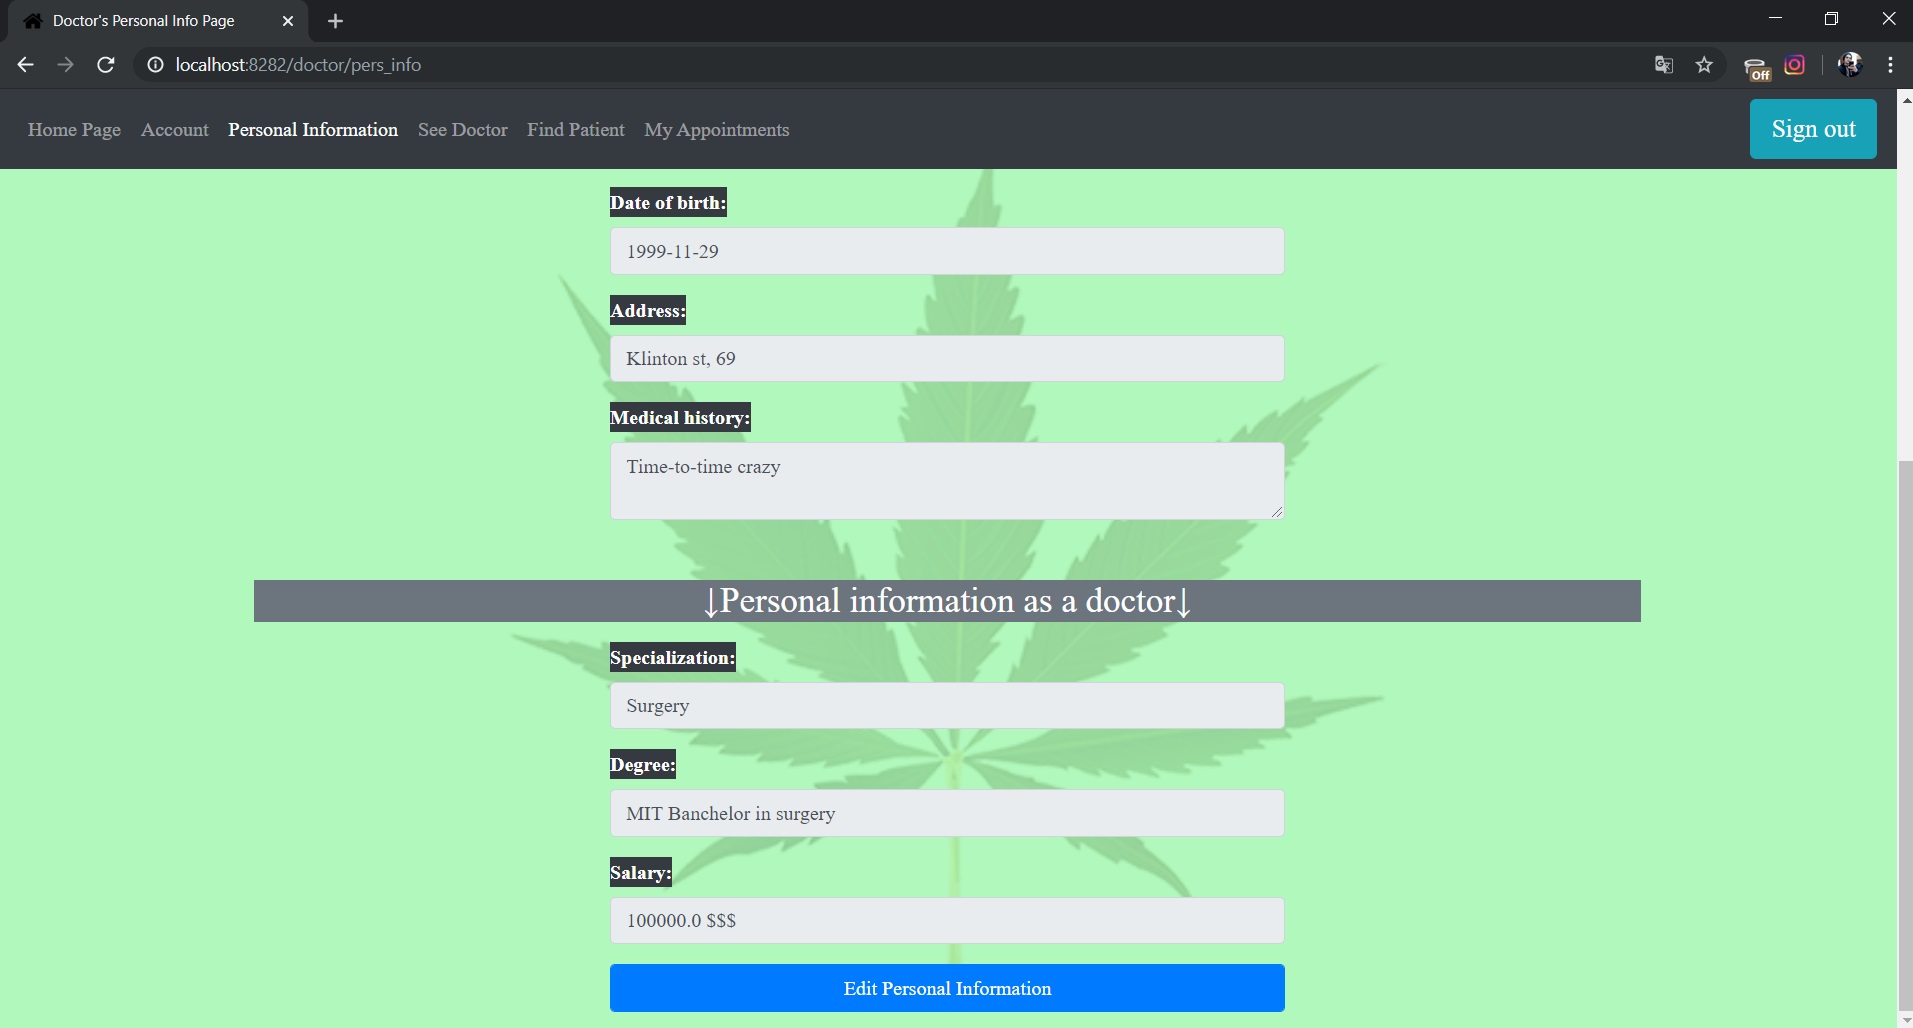 Doctor's Personal Info Page
localhost:8282/doctor/pers_info
Off
Home Page Account Personal Information See Doctor Find Patient My Appointments Sign out
Date of birth:
1999-11-29
Address:
Klinton st, 69
Medical history:
Time-to-time crazy
↓Personal information as a doctor↓
Specialization:
Surgery
Degree:
MIT Banchelor in surgery
Salary:
100000.0 $$$
Edit Personal Information